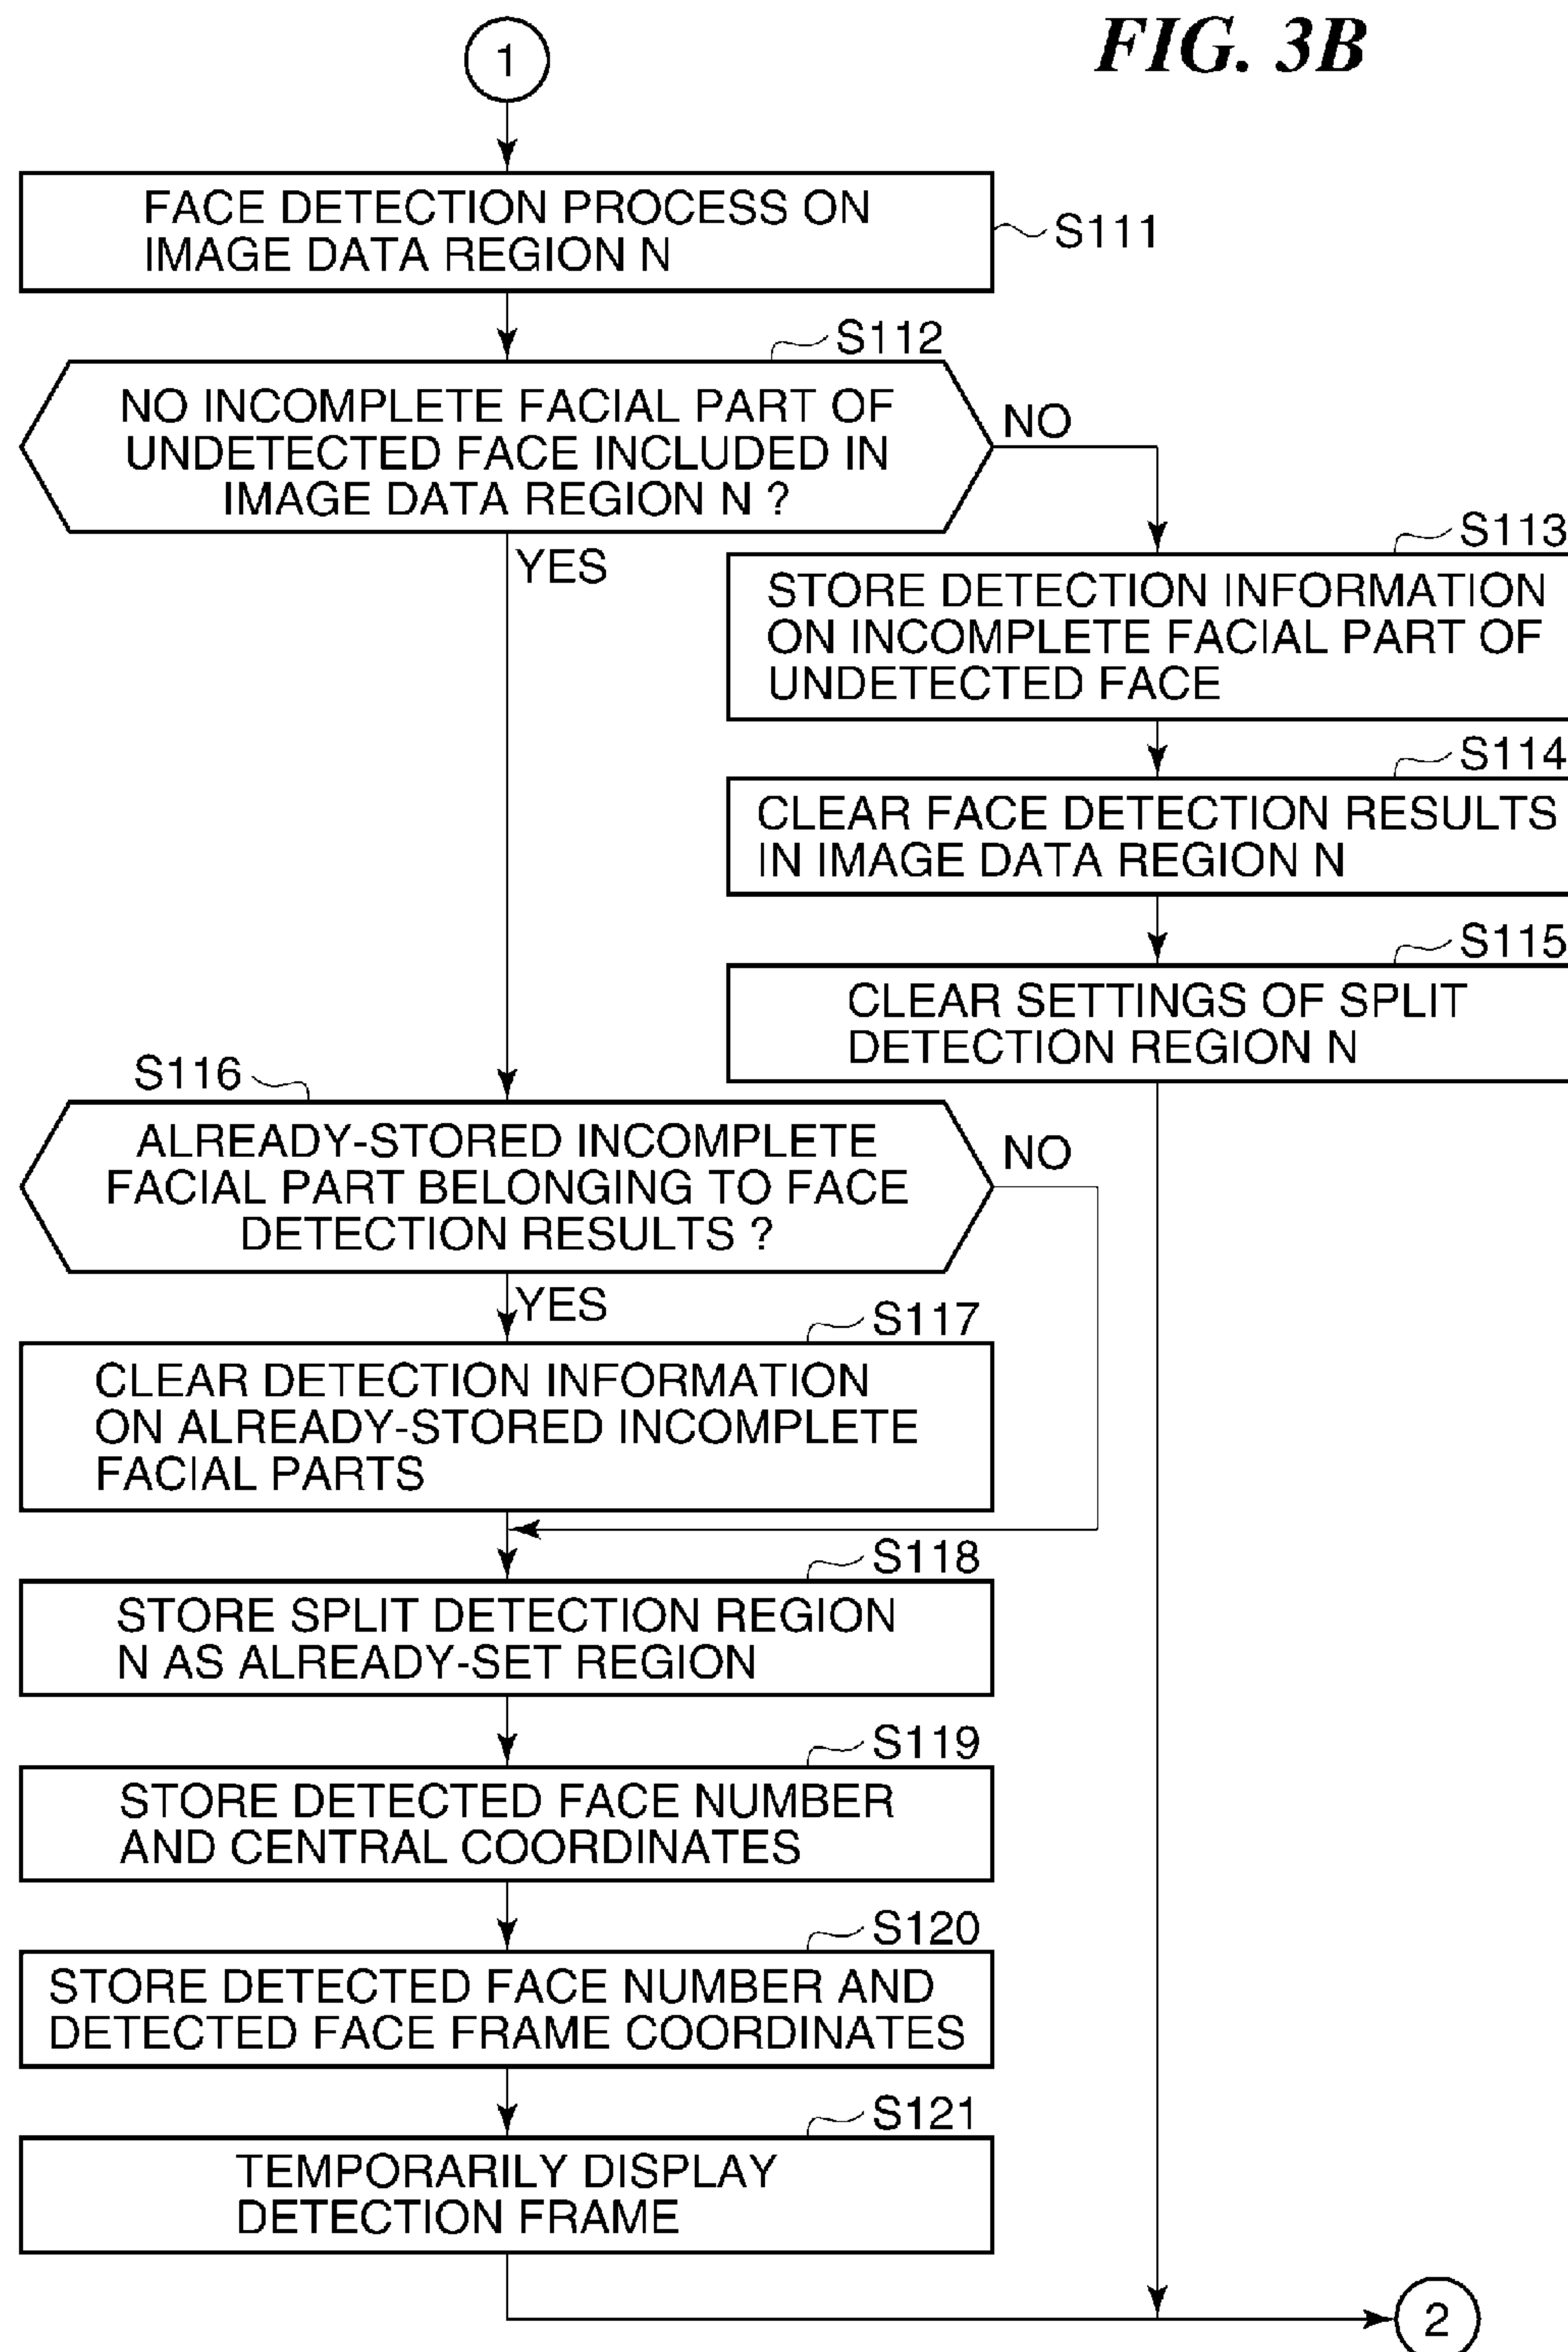 FIG. 3B
1
FACE DETECTION PROCESS ON
IMAGE DATA REGION N
S111
S112
NO INCOMPLETE FACIAL PART OF
UNDETECTED FACE INCLUDED IN
IMAGE DATA REGION N ?
NO
YES
S113
STORE DETECTION INFORMATION
ON INCOMPLETE FACIAL PART OF
UNDETECTED FACE
S114
CLEAR FACE DETECTION RESULTS
IN IMAGE DATA REGION N
S115
CLEAR SETTINGS OF SPLIT
DETECTION REGION N
S116
ALREADY-STORED INCOMPLETE
FACIAL PART BELONGING TO FACE
DETECTION RESULTS ?
NO
YES
S117
CLEAR DETECTION INFORMATION
ON ALREADY-STORED INCOMPLETE
FACIAL PARTS
S118
STORE SPLIT DETECTION REGION
N AS ALREADY-SET REGION
S119
STORE DETECTED FACE NUMBER
AND CENTRAL COORDINATES
S120
STORE DETECTED FACE NUMBER AND
DETECTED FACE FRAME COORDINATES
S121
TEMPORARILY DISPLAY
DETECTION FRAME
2